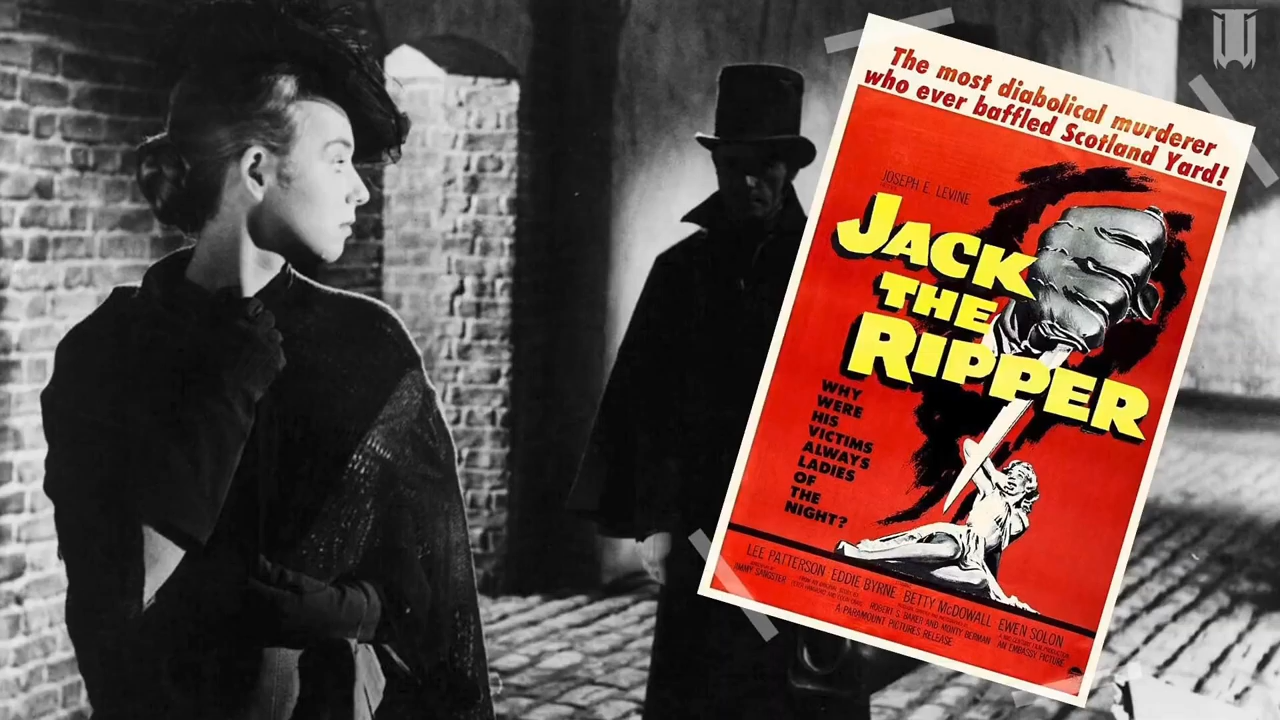 The most diabolical murderer
who ever baffled Scotland Yard!
JOSEPH E. LEVINE
JACK
THE
RIPPER
WHY
WERE
HIS
VICTIMS
ALWAYS
LADIES
OF
THE
NIGHT?
LEE PATTERSON · EDDIE BYRNE · BETTY McDOWALL · EWEN SOLON
JIMMY SANGSTER
ROBERT S. BAKER AND MONTY BERMAN
A PARAMOUNT PICTURES RELEASE
AN EMBASSY PICTURE